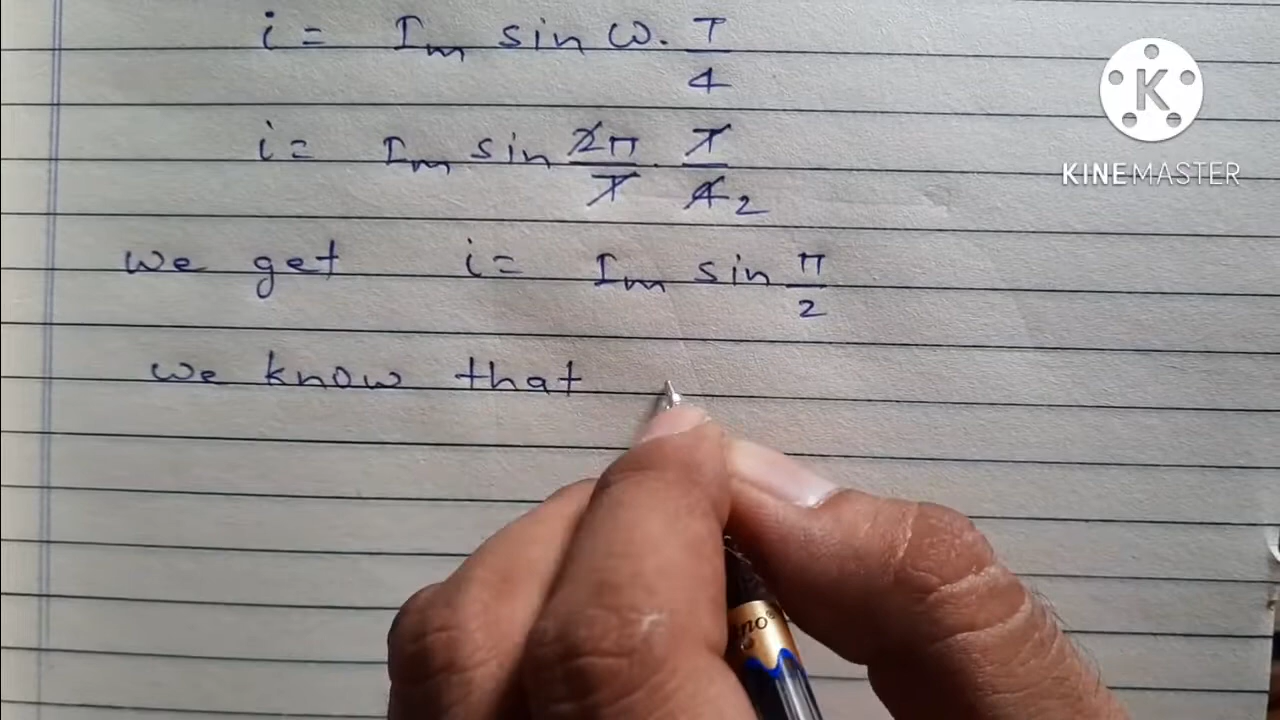 i = Im sin ω. T/4
i = Im sin 2π/T . T/4 2
we get i = Im sin π/2
we know that
K
KINEMASTER